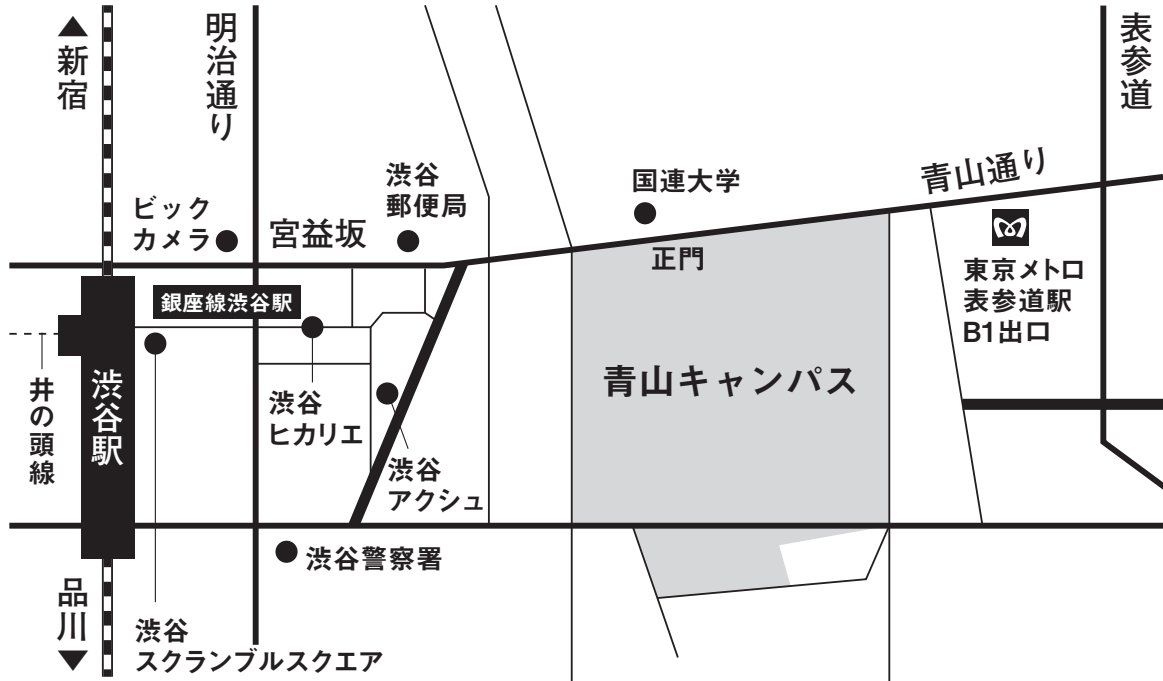 ▲新宿
明治通り
表参道
渋谷
郵便局
国連大学
青山通り
ビック
カメラ
宮益坂
正門
東京メトロ
表参道駅
B1出口
銀座線渋谷駅
井の頭線
渋谷駅
渋谷
ヒカリエ
青山キャンパス
渋谷
アクシュ
渋谷警察署
品川▼
渋谷
スクランブルスクエア